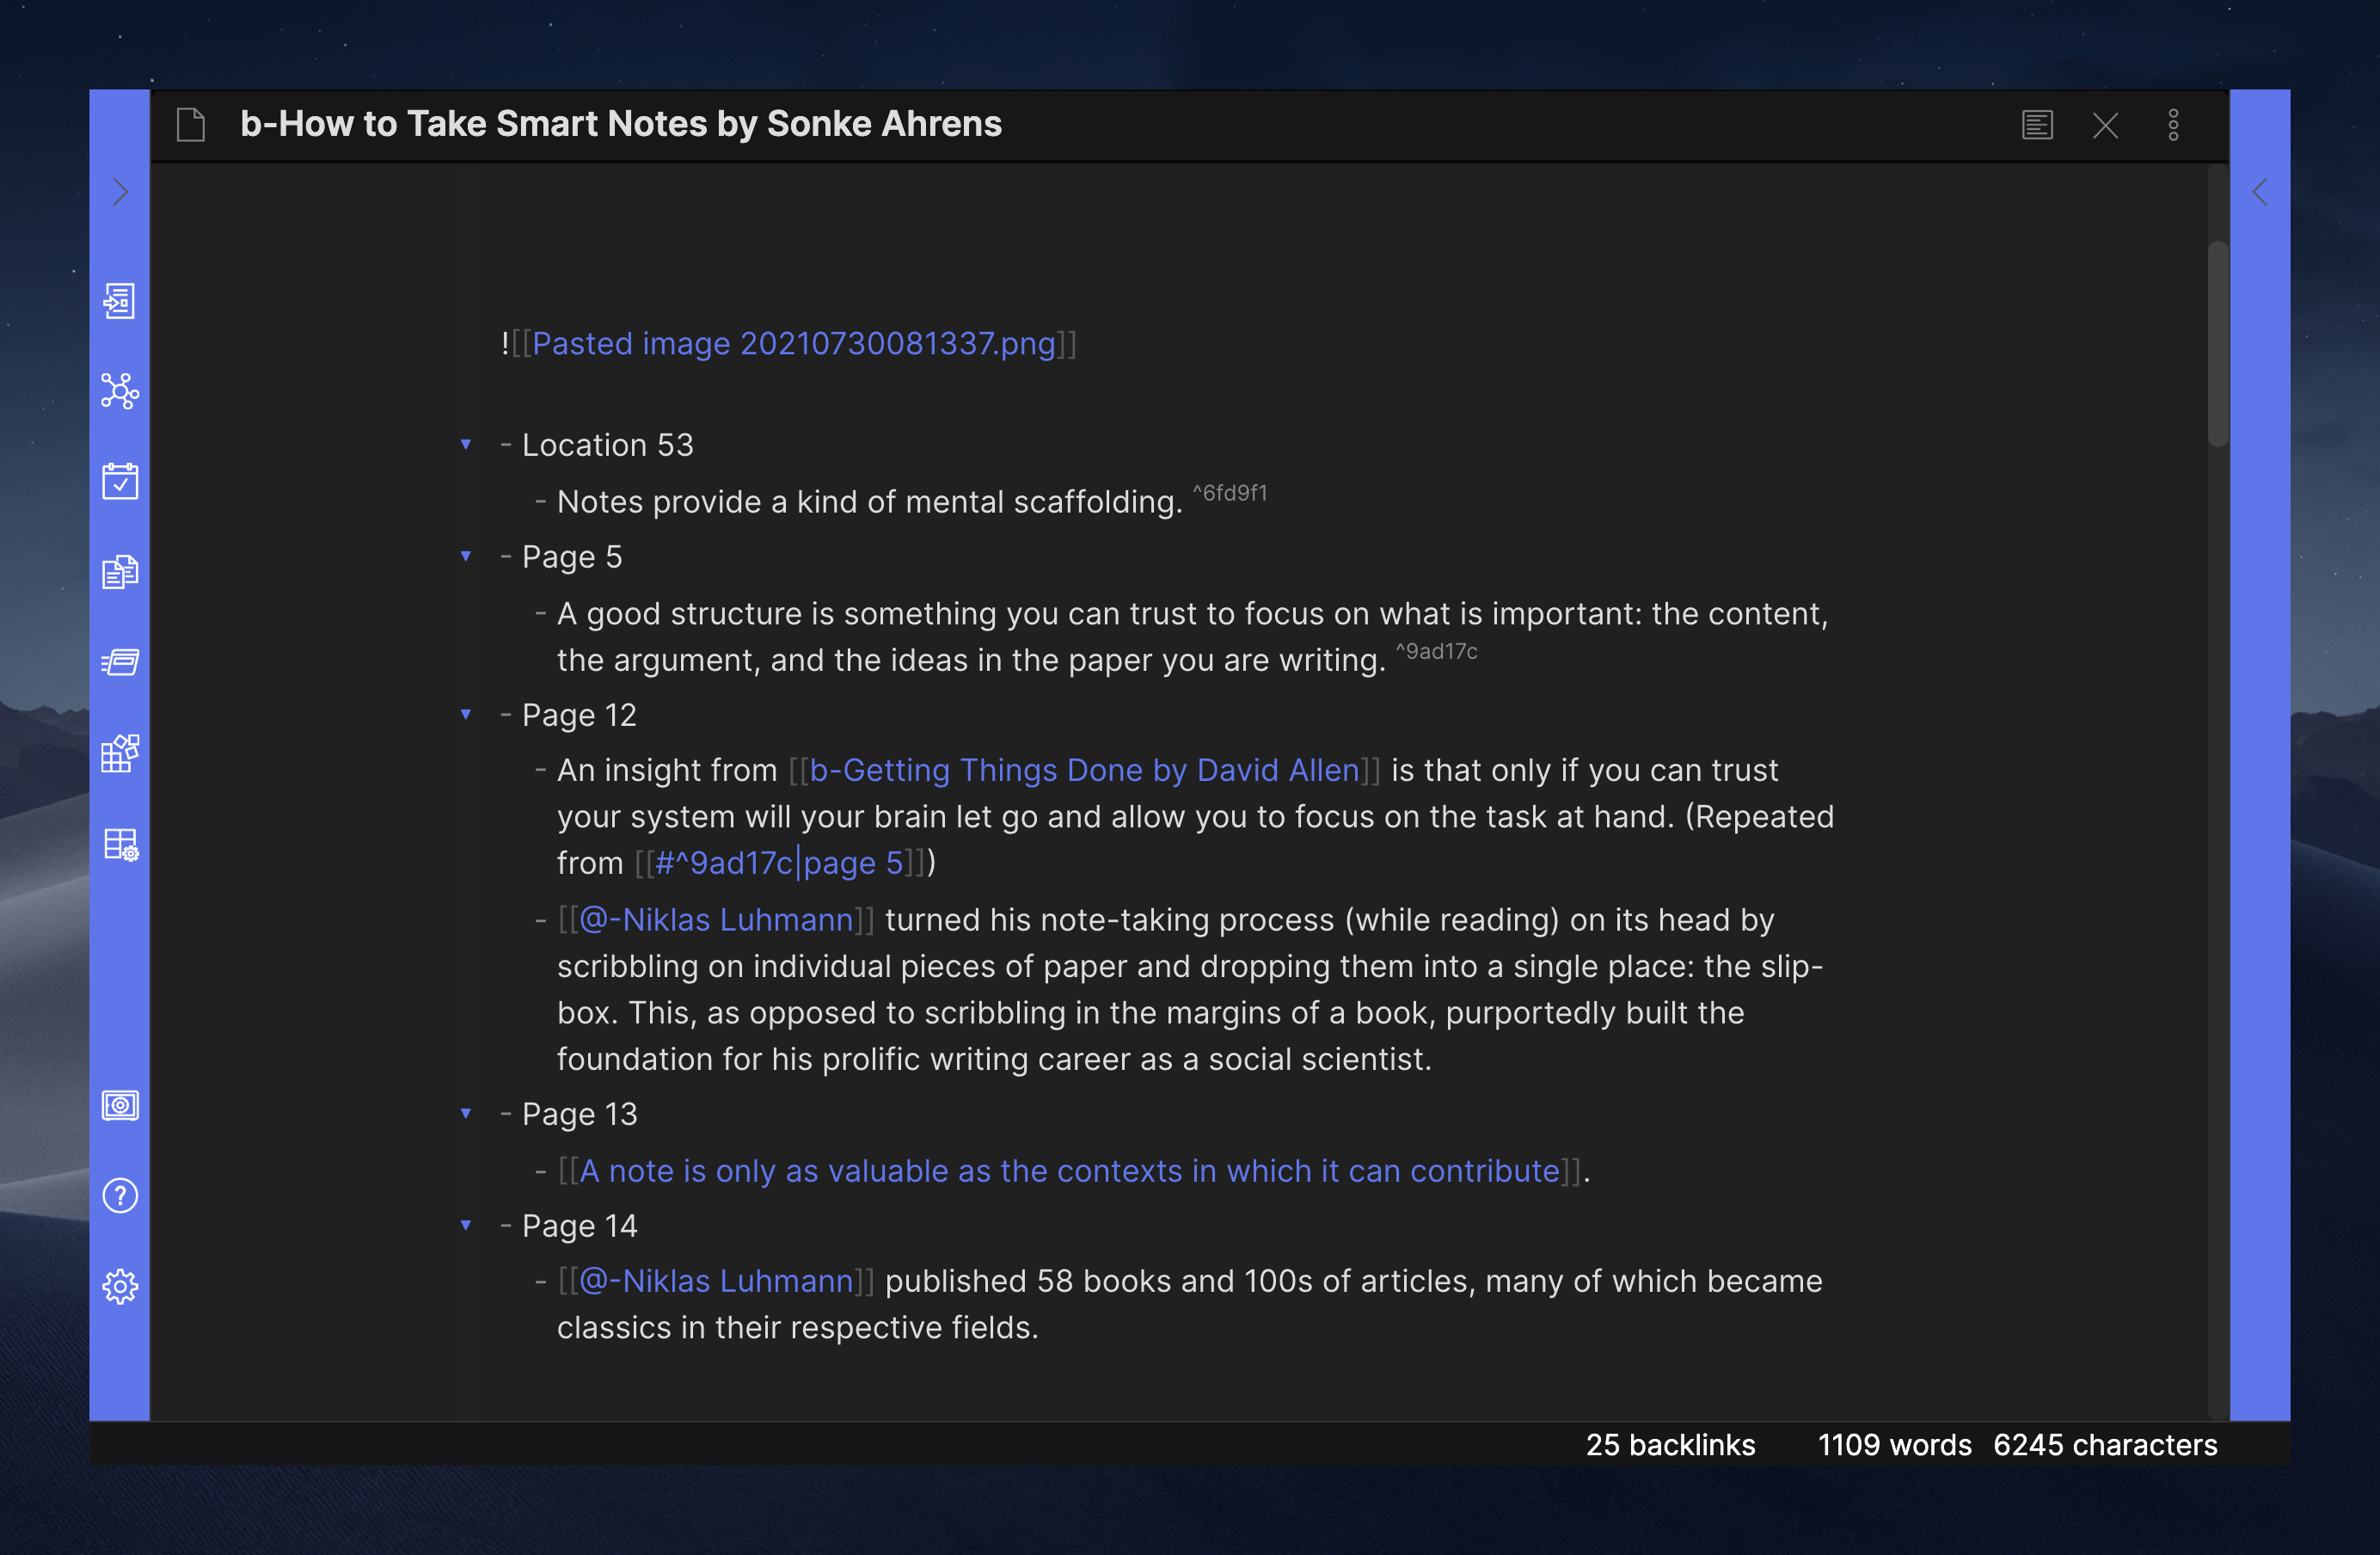 b-How to Take Smart Notes by Sonke Ahrens
![[Pasted image 20210730081337.png]]
- Location 53
- Notes provide a kind of mental scaffolding. ^6fd9f1
- Page 5
- A good structure is something you can trust to focus on what is important: the content,
the argument, and the ideas in the paper you are writing. ^9ad17c
- Page 12
- An insight from [[b-Getting Things Done by David Allen]] is that only if you can trust
your system will your brain let go and allow you to focus on the task at hand. (Repeated
from [[#^9ad17c|page 5]])
- [[@-Niklas Luhmann]] turned his note-taking process (while reading) on its head by
scribbling on individual pieces of paper and dropping them into a single place: the slip-
box. This, as opposed to scribbling in the margins of a book, purportedly built the
foundation for his prolific writing career as a social scientist.
- Page 13
- [[A note is only as valuable as the contexts in which it can contribute]].
- Page 14
- [[@-Niklas Luhmann]] published 58 books and 100s of articles, many of which became
classics in their respective fields.
25 backlinks 1109 words 6245 characters